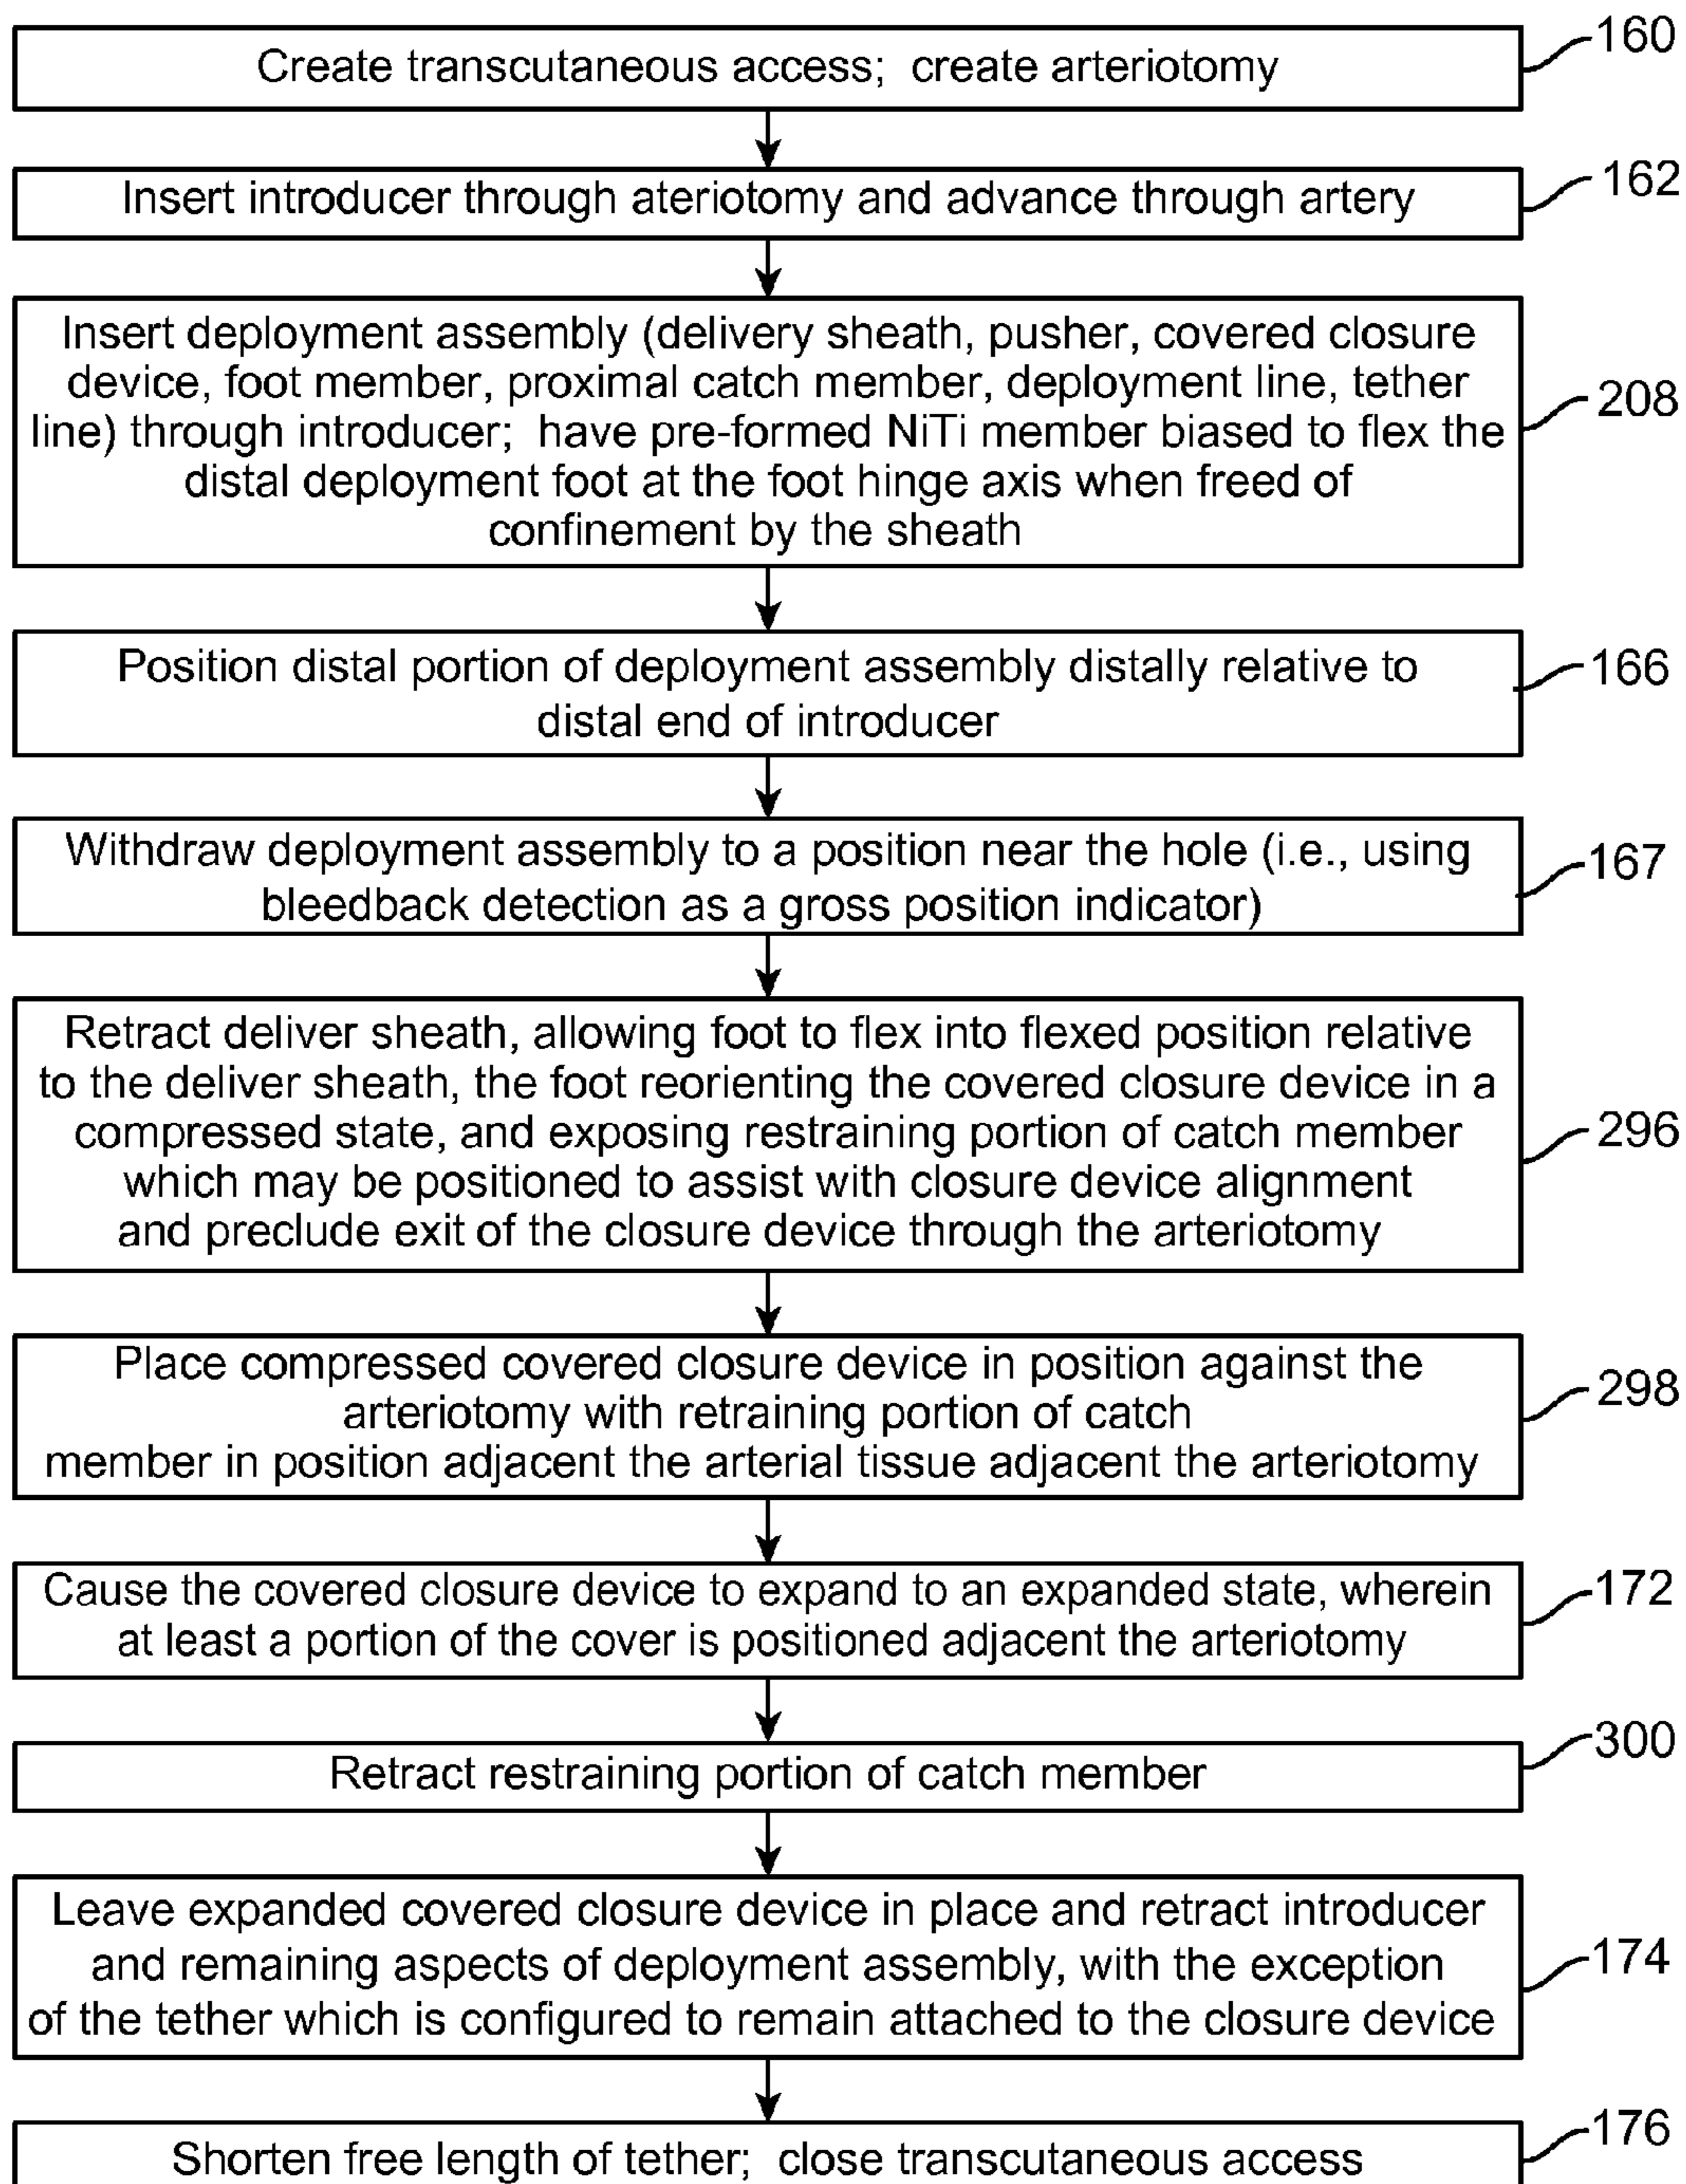 Create transcutaneous access; create arteriotomy
160
Insert introducer through ateriotomy and advance through artery
162
Insert deployment assembly (delivery sheath, pusher, covered closure
device, foot member, proximal catch member, deployment line, tether
line) through introducer; have pre-formed NiTi member biased to flex the
distal deployment foot at the foot hinge axis when freed of
confinement by the sheath
208
Position distal portion of deployment assembly distally relative to
distal end of introducer
166
Withdraw deployment assembly to a position near the hole (i.e., using
bleedback detection as a gross position indicator)
167
Retract deliver sheath, allowing foot to flex into flexed position relative
to the deliver sheath, the foot reorienting the covered closure device in a
compressed state, and exposing restraining portion of catch member
which may be positioned to assist with closure device alignment
and preclude exit of the closure device through the arteriotomy
296
Place compressed covered closure device in position against the
arteriotomy with retraining portion of catch
member in position adjacent the arterial tissue adjacent the arteriotomy
298
Cause the covered closure device to expand to an expanded state, wherein
at least a portion of the cover is positioned adjacent the arteriotomy
172
Retract restraining portion of catch member
300
Leave expanded covered closure device in place and retract introducer
and remaining aspects of deployment assembly, with the exception
of the tether which is configured to remain attached to the closure device
174
Shorten free length of tether; close transcutaneous access
176